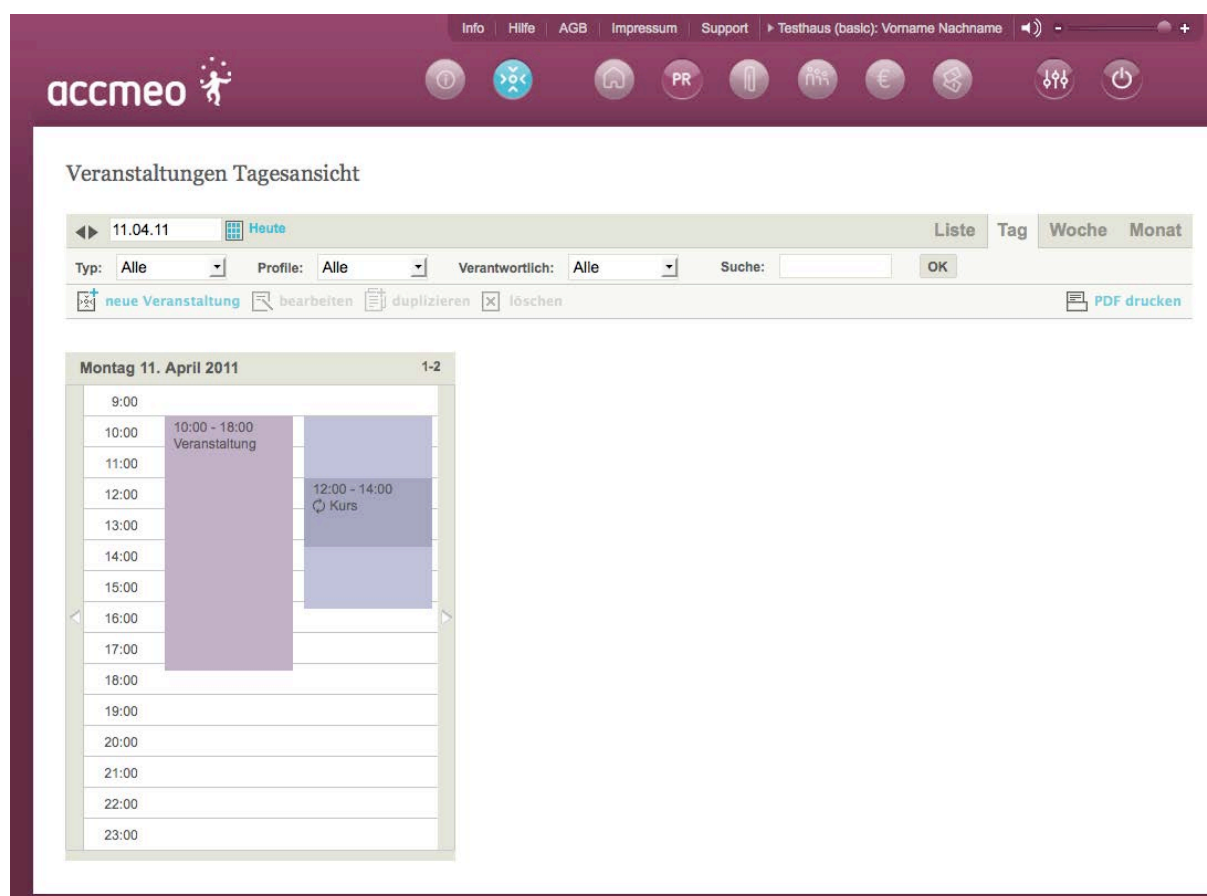 Info Hilfe AGB Impressum Support Testhaus (basic): Vorname Nachname - +
accmeo PR €
Veranstaltungen Tagesansicht
11.04.11 Heute Liste Tag Woche Monat
Typ: Alle Profile: Alle Verantwortlich: Alle Suche: OK
neue Veranstaltung bearbeiten duplizieren löschen PDF drucken
Montag 11. April 2011 1-2
9:00
10:00 10:00 - 18:00
Veranstaltung
11:00
12:00 12:00 - 14:00
Kurs
13:00
14:00
15:00
16:00
17:00
18:00
19:00
20:00
21:00
22:00
23:00